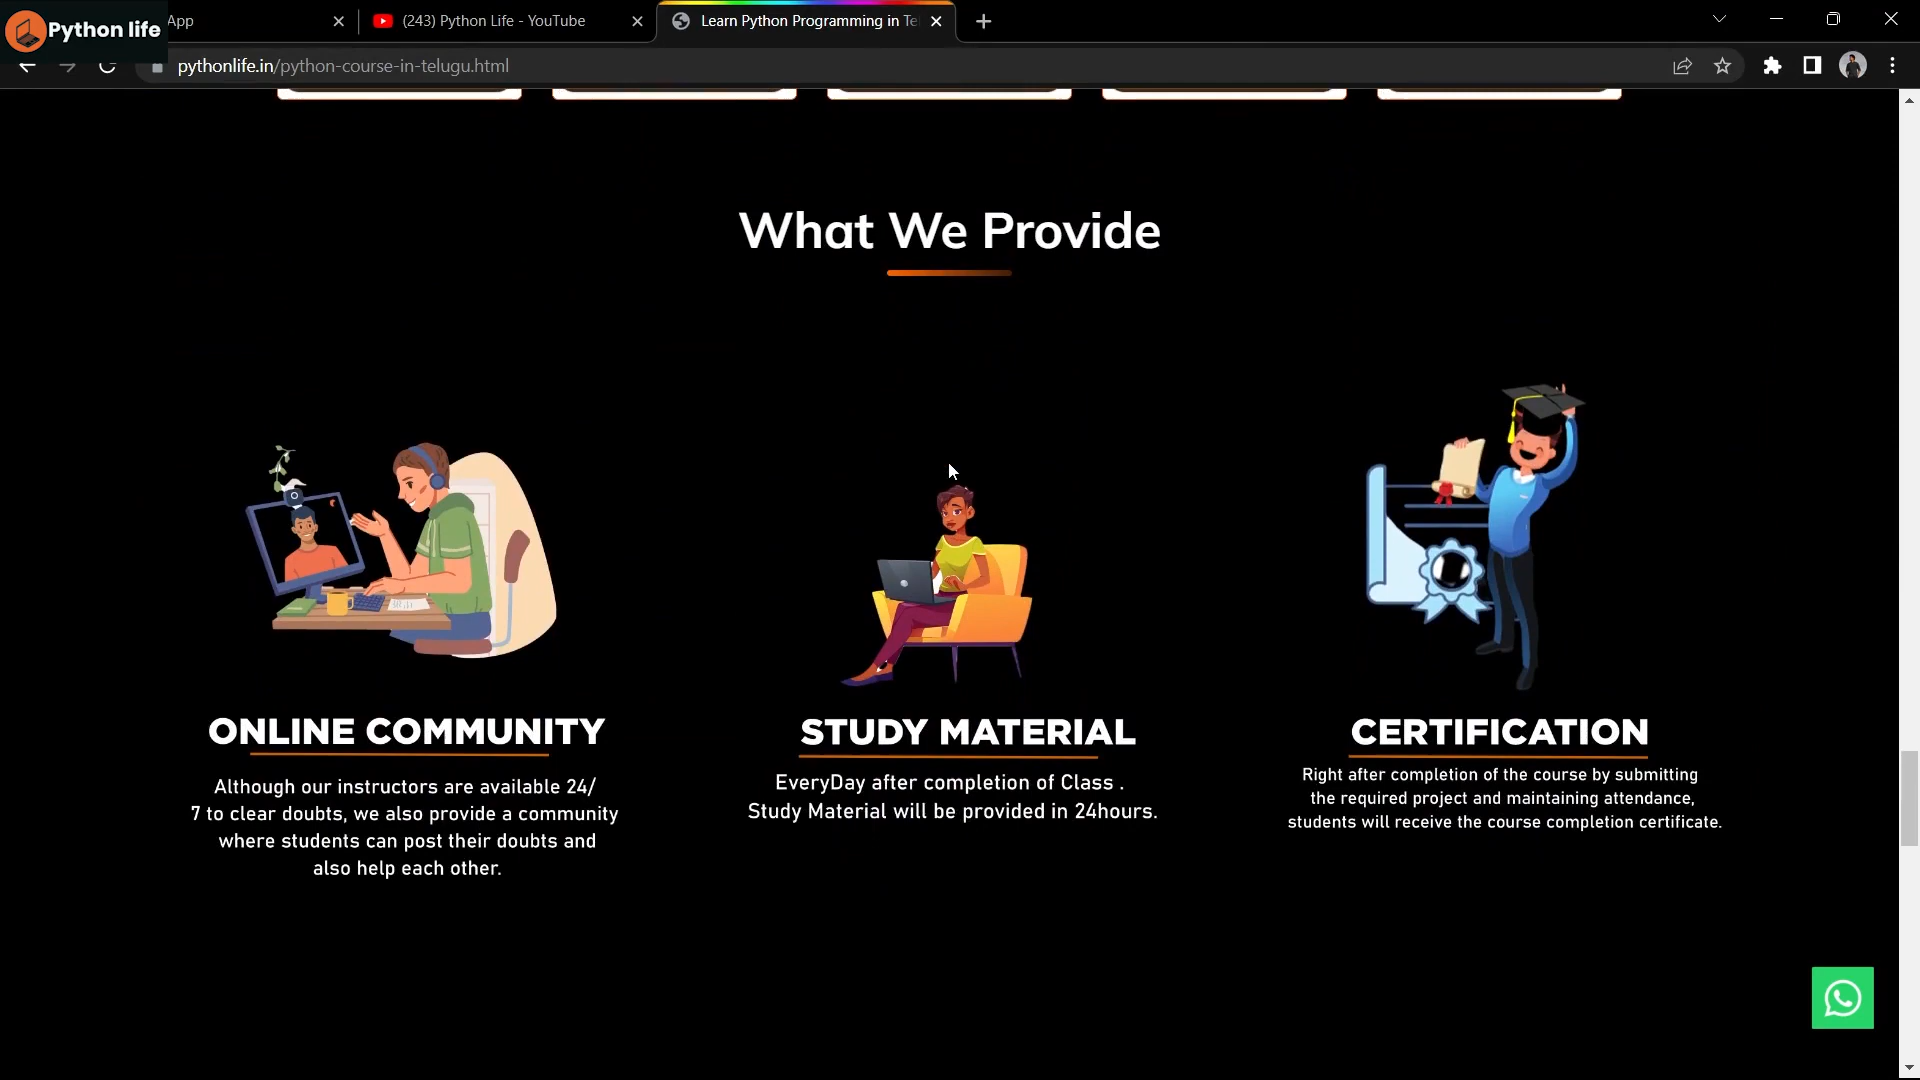 Python life
App
(243) Python Life - YouTube
Learn Python Programming in Te
pythonlife.in/python-course-in-telugu.html
What We Provide
ONLINE COMMUNITY
Although our instructors are available 24/
7 to clear doubts, we also provide a community
where students can post their doubts and
also help each other.
STUDY MATERIAL
EveryDay after completion of Class .
Study Material will be provided in 24hours.
CERTIFICATION
Right after completion of the course by submitting
the required project and maintaining attendance,
students will receive the course completion certificate.